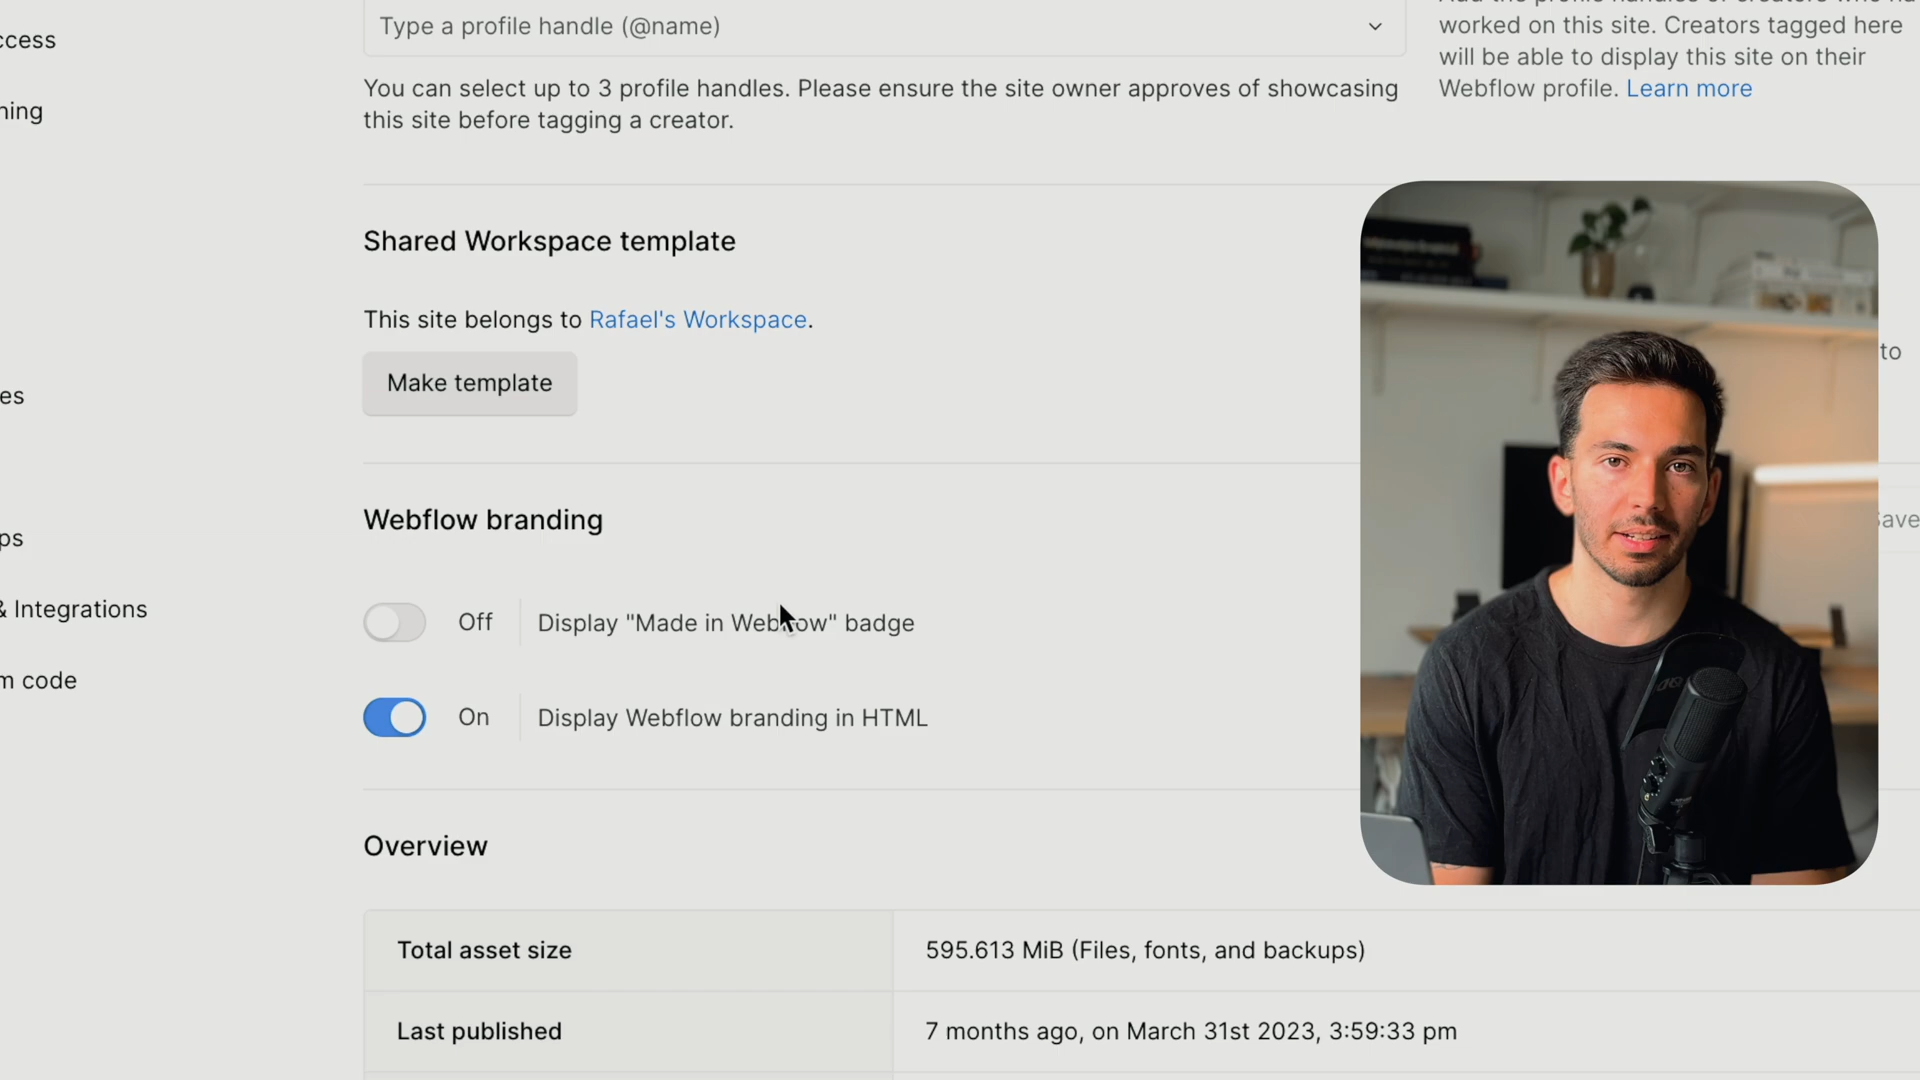 Type a profile handle (@name)
worked on this site. Creators tagged here
will be able to display this site on their
Webflow profile. Learn more
You can select up to 3 profile handles. Please ensure the site owner approves of showcasing
this site before tagging a creator.
ccess
ning
es
ps
& Integrations
m code
Shared Workspace template
This site belongs to Rafael's Workspace.
Make template
to
Webflow branding
Save
Off
Display "Made in Webflow" badge
On
Display Webflow branding in HTML
Overview
Total asset size
595.613 MiB (Files, fonts, and backups)
Last published
7 months ago, on March 31st 2023, 3:59:33 pm